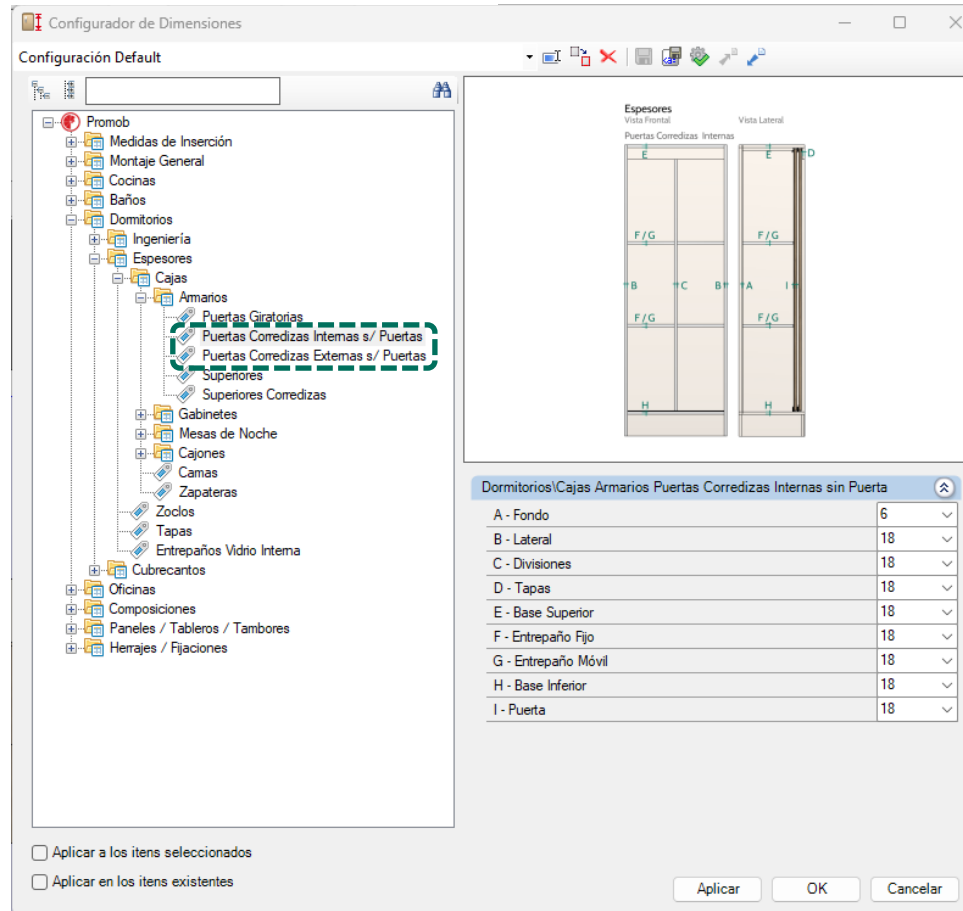 Configurador de Dimensiones
Configuración Default
Promob
Medidas de Inserción
Montaje General
Cocinas
Baños
Dormitorios
Ingeniería
Espesores
Cajas
Armarios
Puertas Giratorias
Puertas Corredizas Internas s/ Puertas
Puertas Corredizas Externas s/ Puertas
Superiores
Superiores Corredizas
Gabinetes
Mesas de Noche
Cajones
Camas
Zapateras
Zoclos
Tapas
Entrepaños Vidrio Interna
Cubrecantos
Oficinas
Composiciones
Paneles / Tableros / Tambores
Herrajes / Fijaciones
Espesores
Vista Frontal Vista Lateral
Puertas Corredizas Internas
E E D
F/G F/G
B C B A I
F/G F/G
H H
Dormitorios\Cajas Armarios Puertas Corredizas Internas sin Puerta
A - Fondo 6
B - Lateral 18
C - Divisiones 18
D - Tapas 18
E - Base Superior 18
F - Entrepaño Fijo 18
G - Entrepaño Móvil 18
H - Base Inferior 18
I - Puerta 18
Aplicar a los itens seleccionados
Aplicar en los itens existentes
Aplicar OK Cancelar